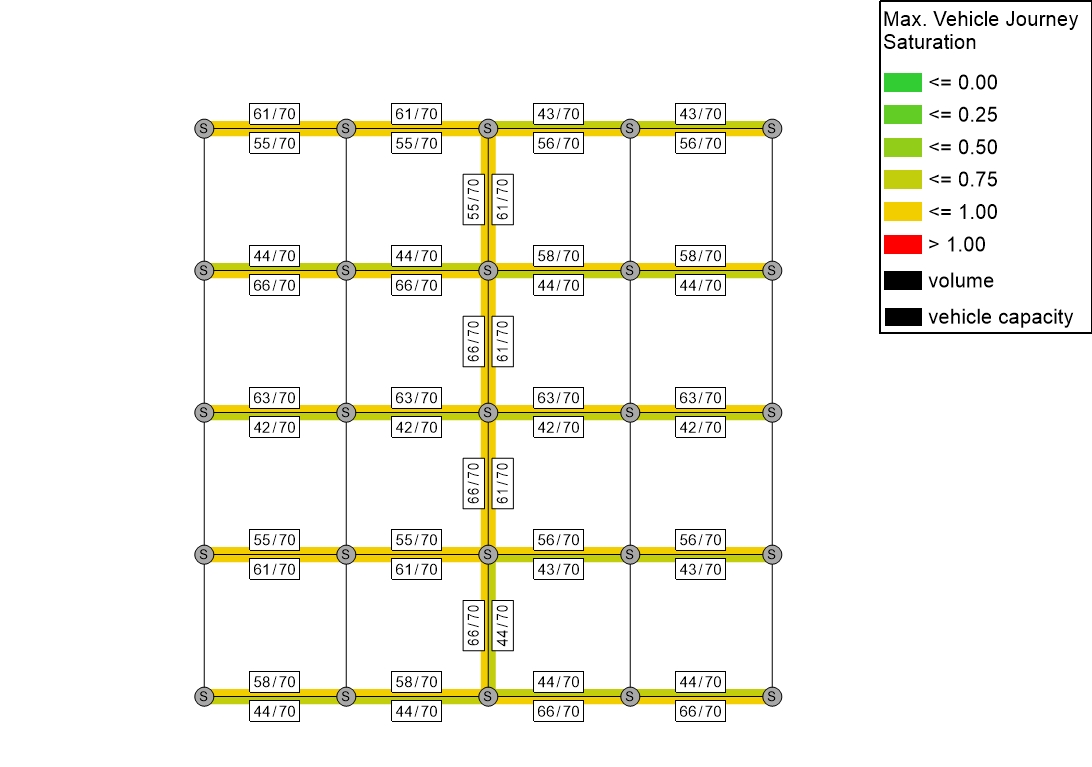 Max. Vehicle Journey
Saturation
<= 0.00
<= 0.25
<= 0.50
<= 0.75
<= 1.00
> 1.00
volume
vehicle capacity
61/70 61/70 43/70 43/70
S S S S S
55/70 55/70 56/70 56/70
55/70 61/70
44/70 44/70 58/70 58/70
S S S S S
66/70 66/70 44/70 44/70
66/70 61/70
63/70 63/70 63/70 63/70
S S S S S
42/70 42/70 42/70 42/70
66/70 61/70
55/70 55/70 56/70 56/70
S S S S S
61/70 61/70 43/70 43/70
66/70 44/70
58/70 58/70 44/70 44/70
S S S S S
44/70 44/70 66/70 66/70